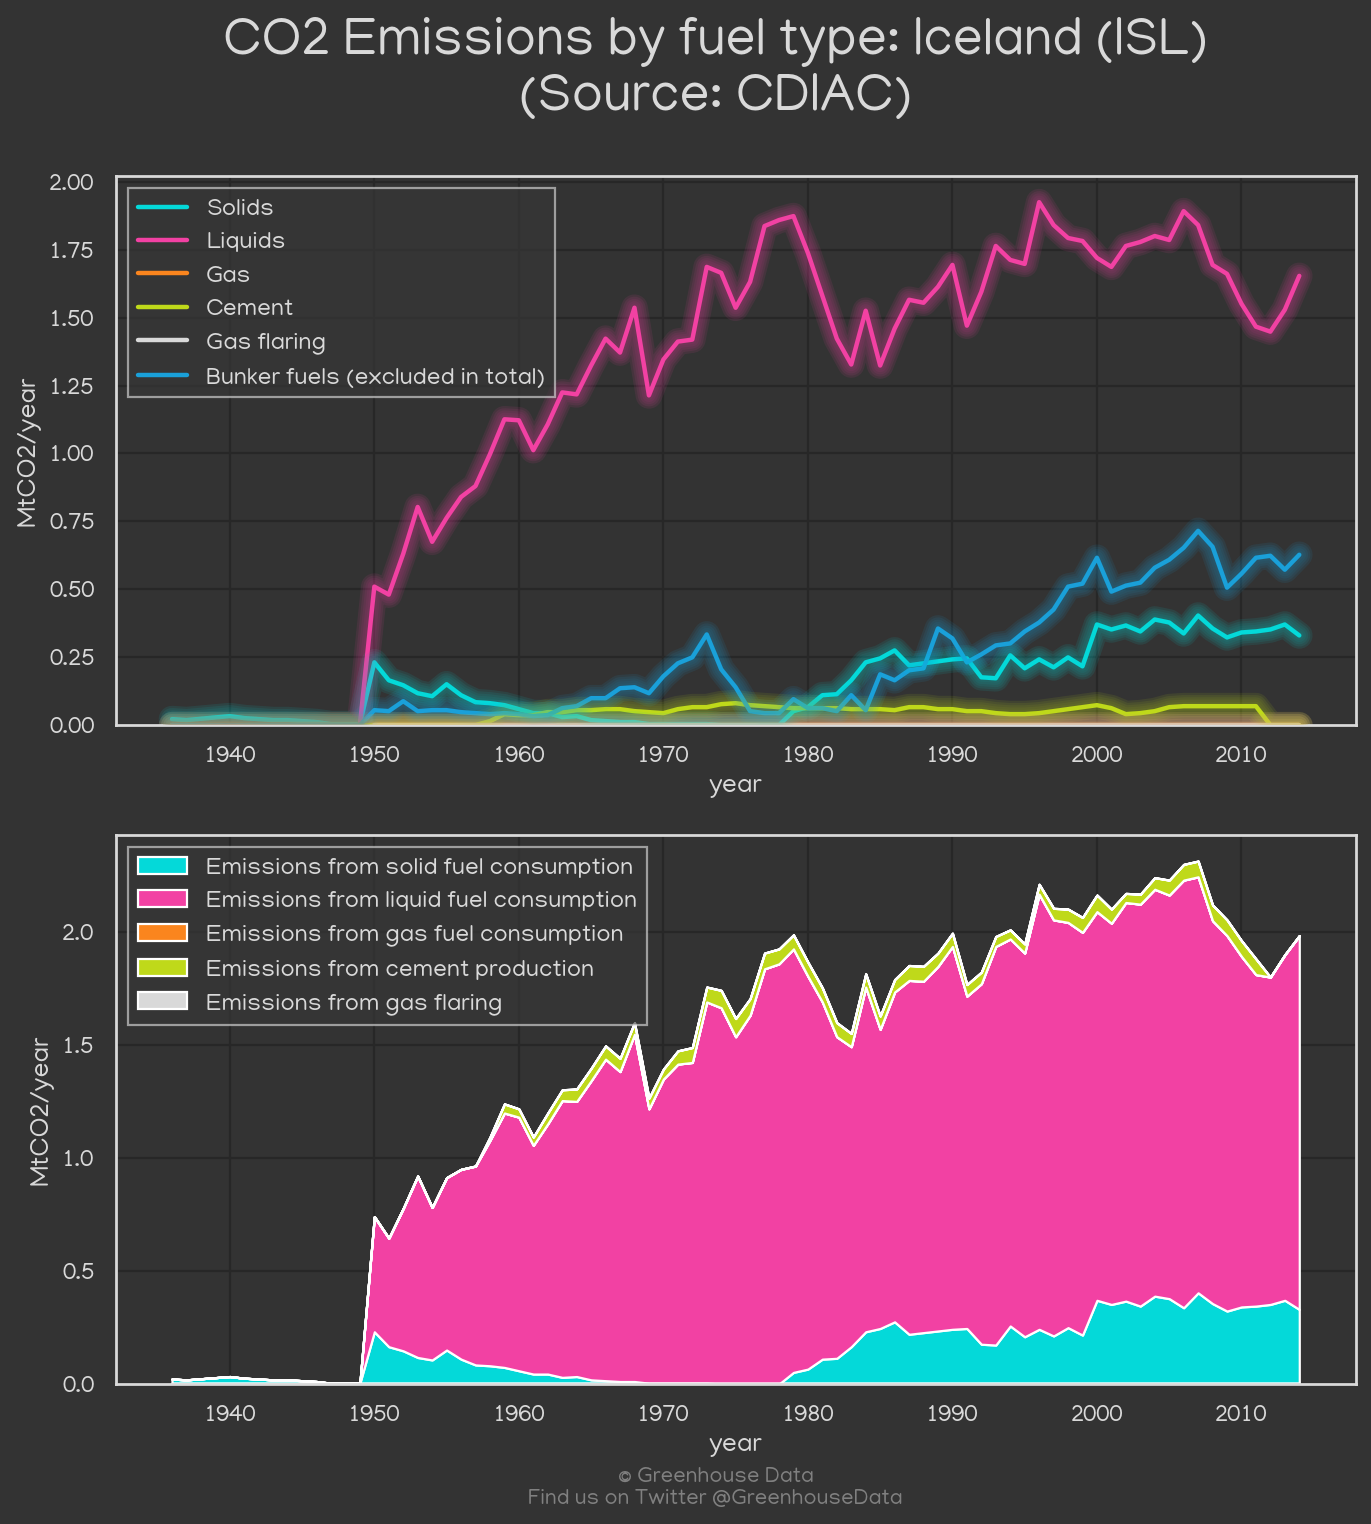 CO2 Emissions by fuel type: Iceland (ISL)
(Source: CDIAC)
2.00
1.75
1.50
1.25
1.00
0.75
0.50
0.25
0.00
MtCO2/year
Solids
Liquids
Gas
Cement
Gas flaring
Bunker fuels (excluded in total)
1940 1950 1960 1970 1980 1990 2000 2010
year
2.0
1.5
1.0
0.5
0.0
MtCO2/year
Emissions from solid fuel consumption
Emissions from liquid fuel consumption
Emissions from gas fuel consumption
Emissions from cement production
Emissions from gas flaring
1940 1950 1960 1970 1980 1990 2000 2010
year
© Greenhouse Data
Find us on Twitter @GreenhouseData